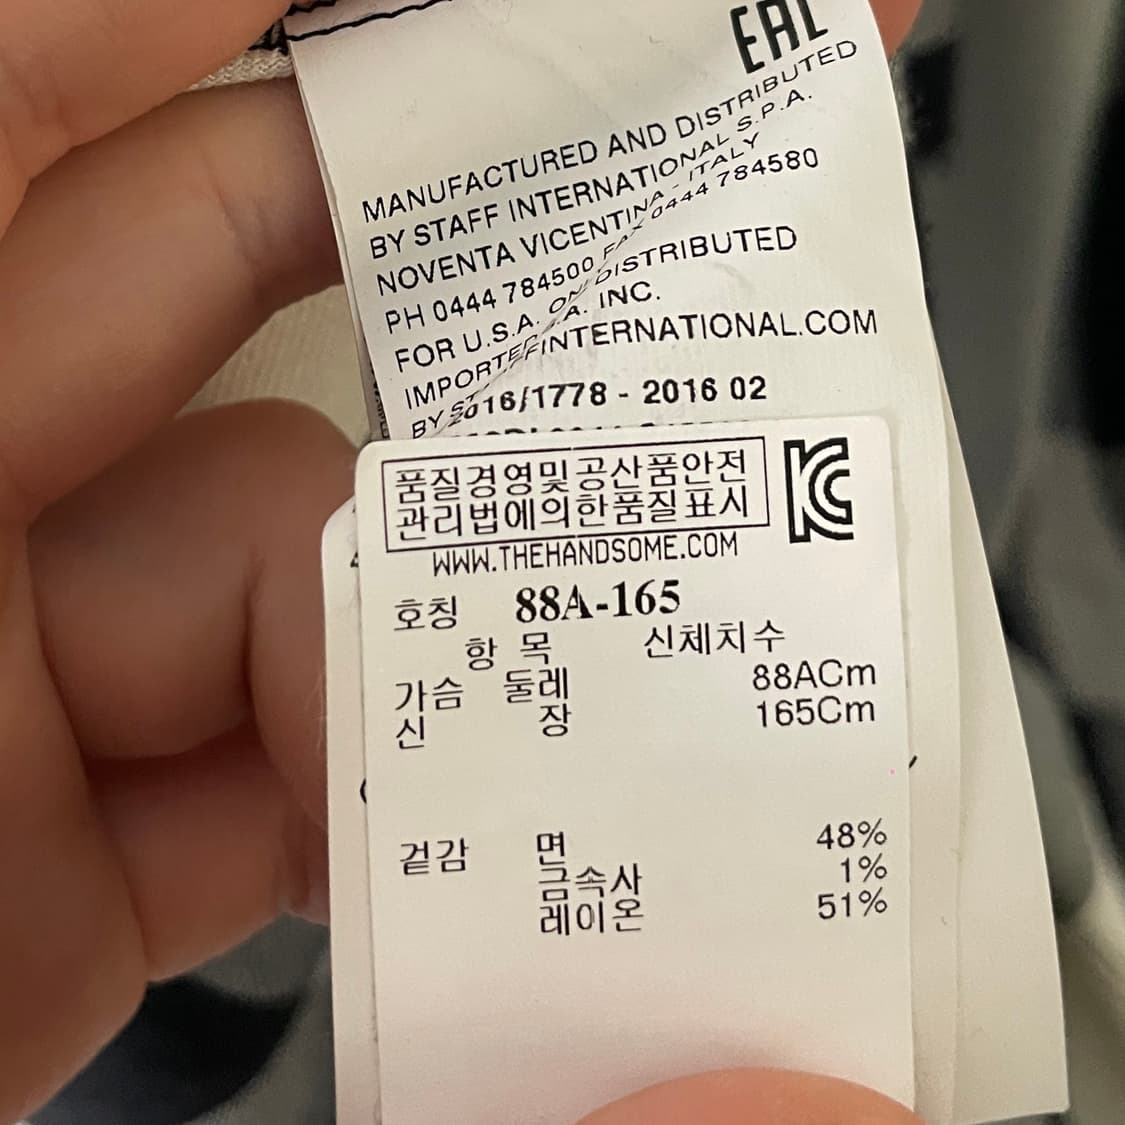 EAC
MANUFACTURED AND DISTRIBUTED
BY STAFF INTERNATIONAL S.P.A.
NOVENTA VICENTINA - ITALY
PH 0444 784500 FAX 0444 784580
FOR U.S.A. ONLY DISTRIBUTED
IMPORTED
BY ST A. INC.
INTERNATIONAL.COM
2016/1778 - 2016 02
품질경영및공산품안전
관리법에의한품질표시
WWW.THEHANDSOME.COM
호칭 88A-165
항 목 신체치수
가슴 둘레 88ACm
신 장 165Cm
겉감 면 48%
금속사 1%
레이온 51%